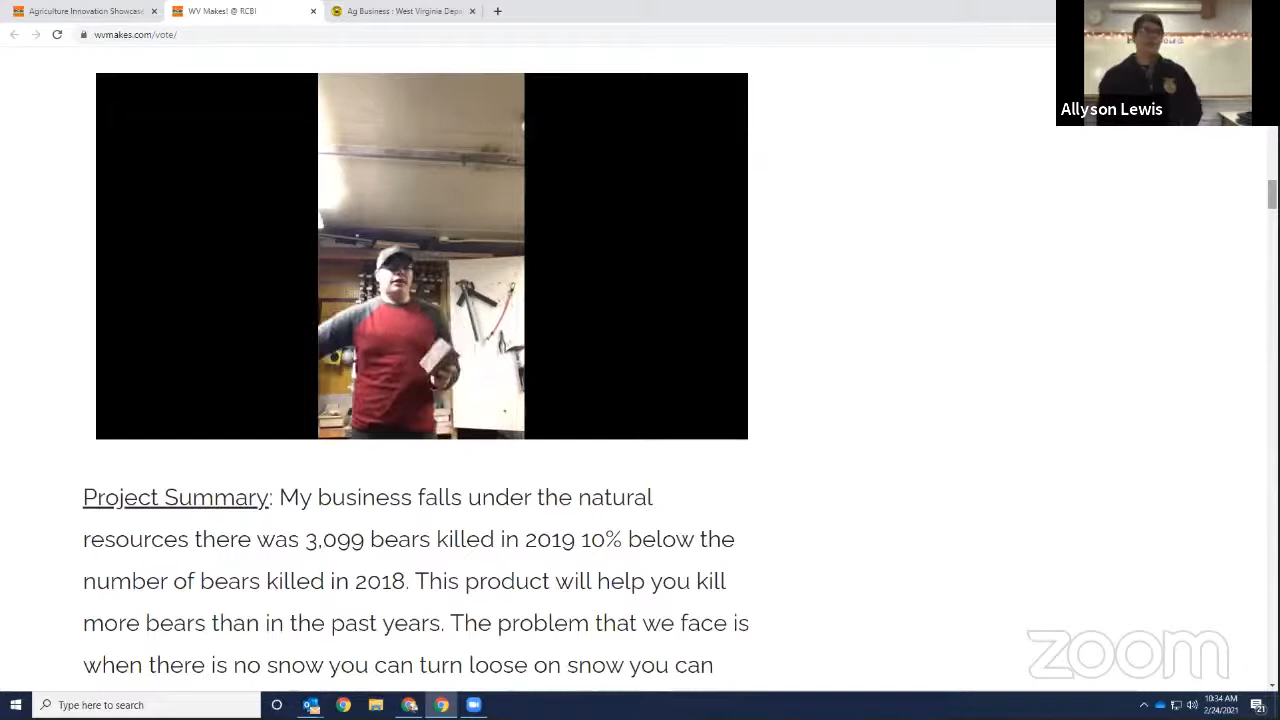 Agriculture Innovation Showcase
WV Makes! @ RCBI
Ag Business : West Virginia Depa
wvmakes.com/vote/
Allyson Lewis
Project Summary: My business falls under the natural
resources there was 3,099 bears killed in 2019 10% below the
number of bears killed in 2018. This product will help you kill
more bears than in the past years. The problem that we face is
when there is no snow you can turn loose on snow you can
zoom
Type here to search
10:34 AM
2/24/2021
21